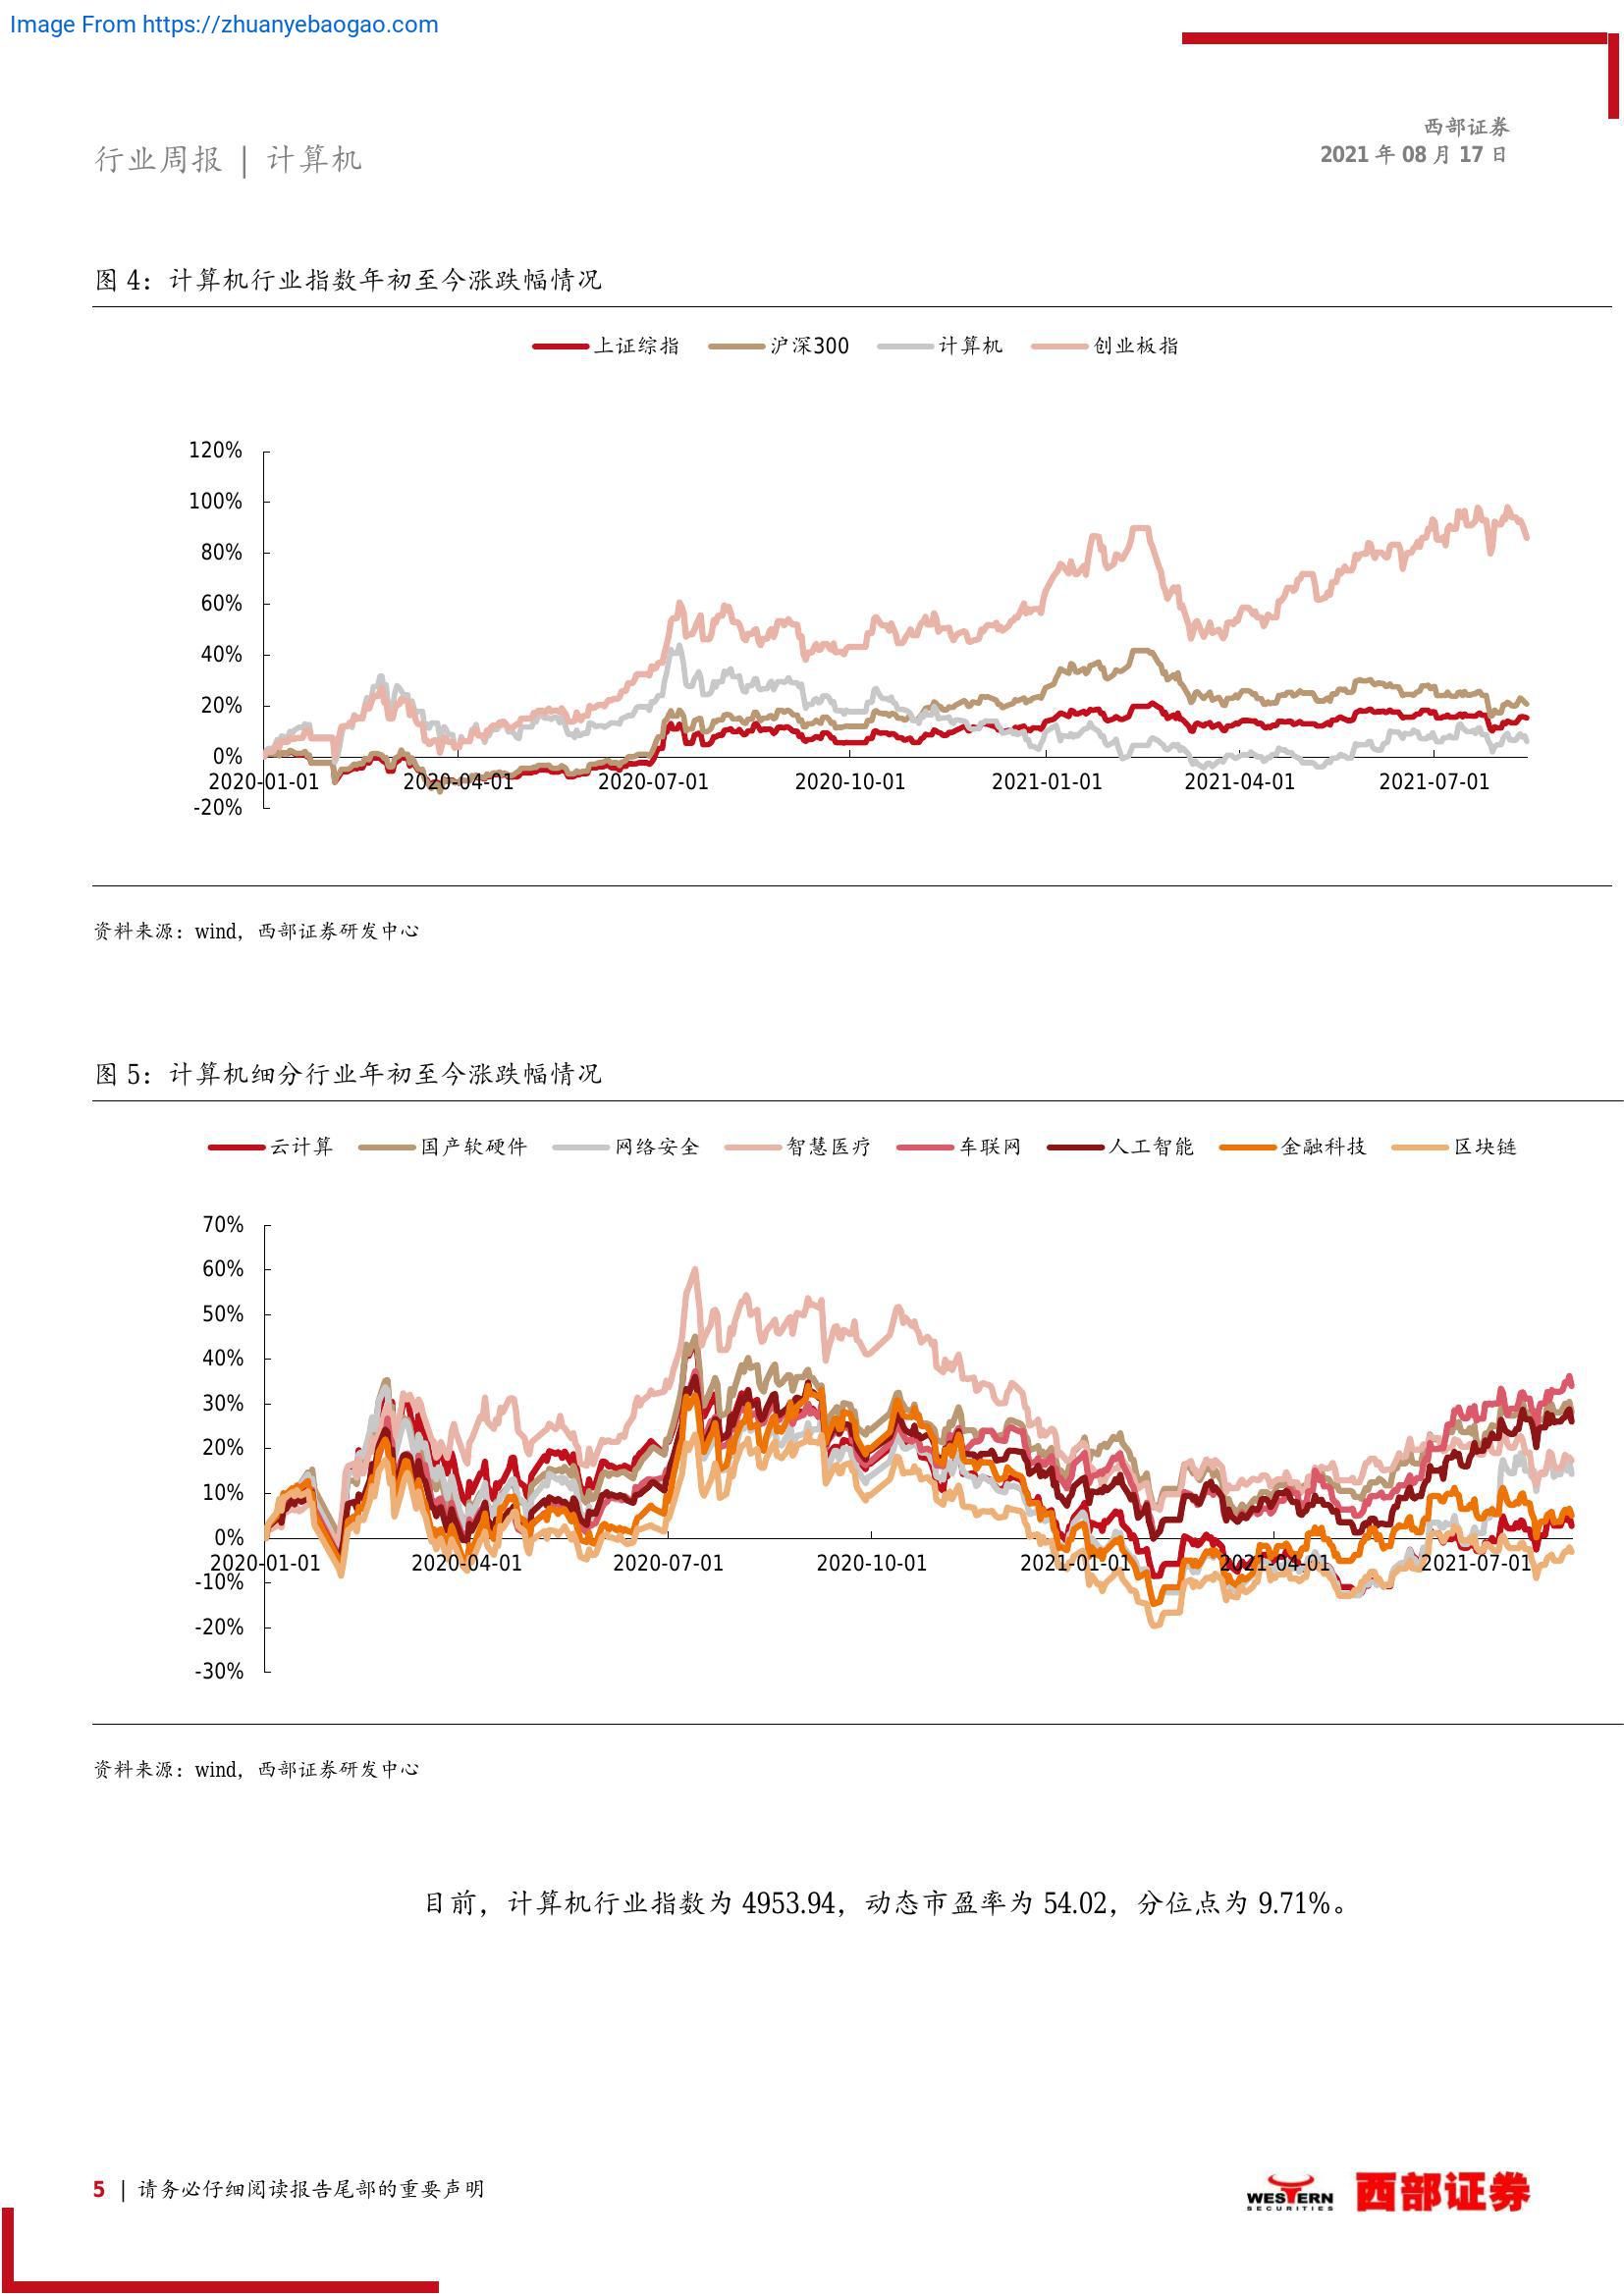 Image From https://zhuanyebaogao.com
西部证券
2021 年 08 月 17 日
行业周报 | 计算机
图 4：计算机行业指数年初至今涨跌幅情况
上证综指 沪深300 计算机 创业板指
120%
100%
80%
60%
40%
20%
0%
2020-01-01 2020-04-01 2020-07-01 2020-10-01 2021-01-01 2021-04-01 2021-07-01
-20%
资料来源：wind，西部证券研发中心
图 5：计算机细分行业年初至今涨跌幅情况
云计算 国产软硬件 网络安全 智慧医疗 车联网 人工智能 金融科技 区块链
70%
60%
50%
40%
30%
20%
10%
0%
2020-01-01 2020-04-01 2020-07-01 2020-10-01 2021-01-01 2021-04-01 2021-07-01
-10%
-20%
-30%
资料来源：wind，西部证券研发中心
目前，计算机行业指数为 4953.94，动态市盈率为 54.02，分位点为 9.71%。
5 | 请务必仔细阅读报告尾部的重要声明
WESTERN
SECURITIES
西部证券